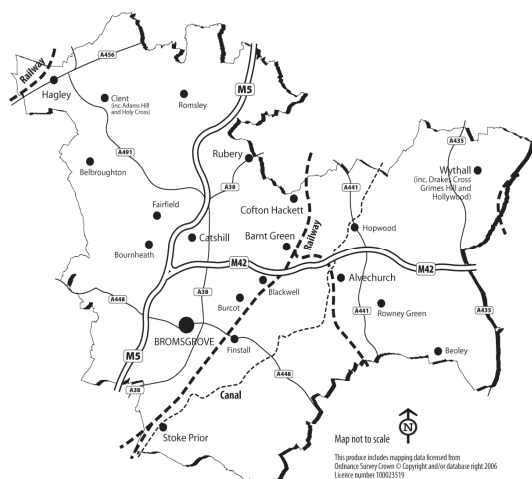 A456
Railway
Hagley
Clent
(inc. Adams Hill
and Holy Cross)
Romsley
M5
A435
A491
Rubery
Belbroughton
A38
Wythall
(inc. Drakes Cross
Grimes Hill and
Hollywood)
A441
Cofton Hackett
Fairfield
Railway
Hopwood
Catshill
Barnt Green
Bournheath
M42
M42
Alvechurch
Blackwell
A448
A38
Burcot
A441
Rowney Green
A435
BROMSGROVE
Finstall
Beoley
M5
A448
A38
Canal
Stoke Prior
N
Map not to scale
This produce includes mapping data licensed from
Ordnance Survey Crown © Copyright and/or database right 2006
Licence number 100023519